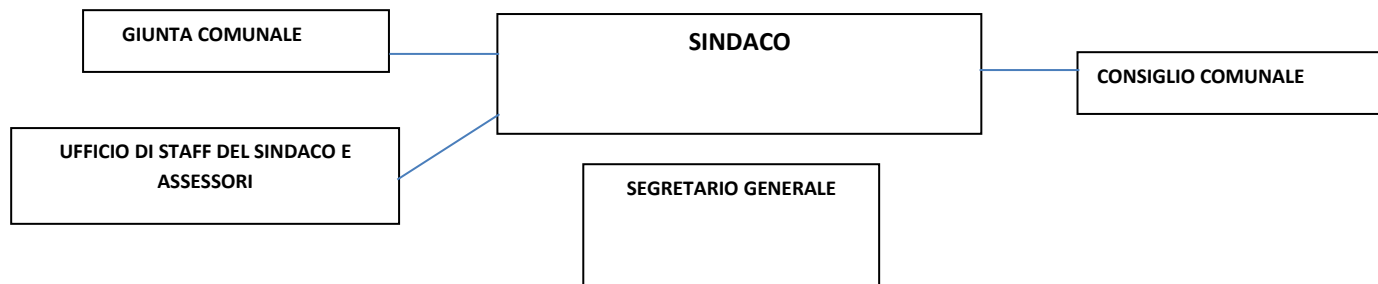 GIUNTA COMUNALE
SINDACO
CONSIGLIO COMUNALE
UFFICIO DI STAFF DEL SINDACO E
ASSESSORI
SEGRETARIO GENERALE